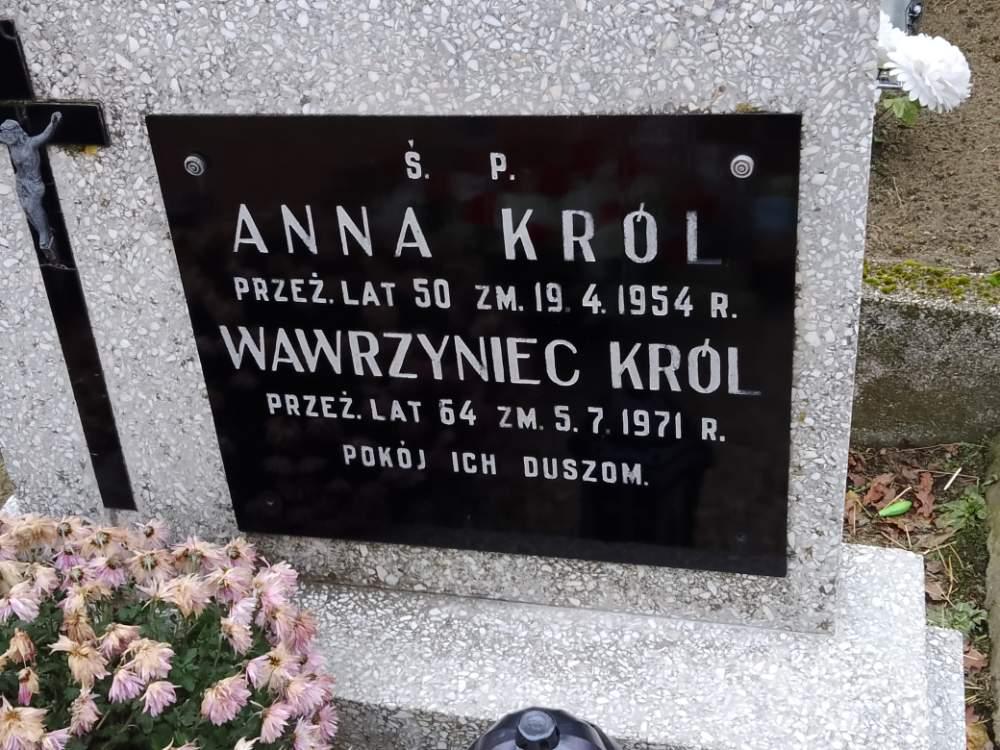 Ś. P.
ANNA KRÓL
PRZEŻ. LAT 50 ZM. 19.4.1954 R.
WAWRZYNIEC KRÓL
PRZEŻ. LAT 64 ZM. 5.7.1971 R.
POKÓJ ICH DUSZOM.